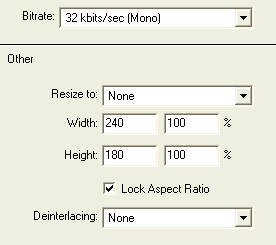 Bitrate: 32 kbits/sec (Mono)
Other
Resize to: None
Width: 240 100 %
Height: 180 100 %
Lock Aspect Ratio
Deinterlacing: None